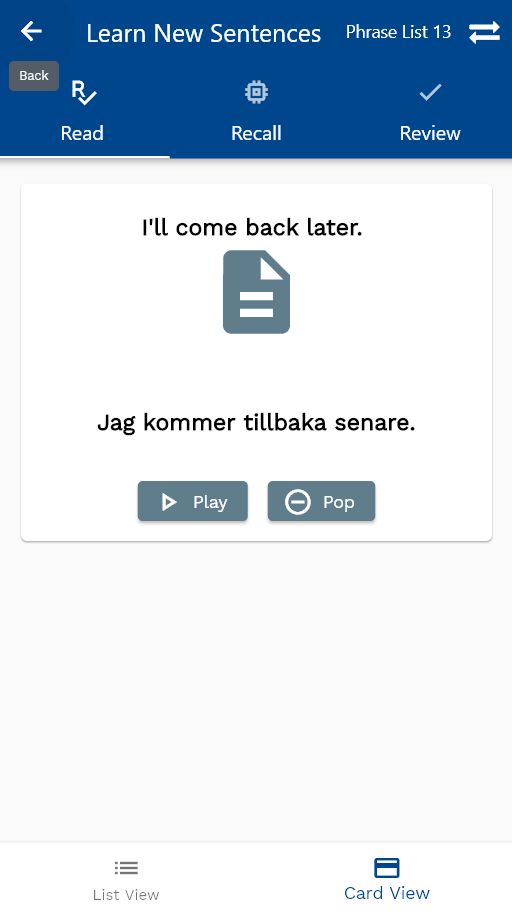 Learn New Sentences
Phrase List 13
Back
Read
Recall
Review
I'll come back later.
Jag kommer tillbaka senare.
Play
Pop
List View
Card View